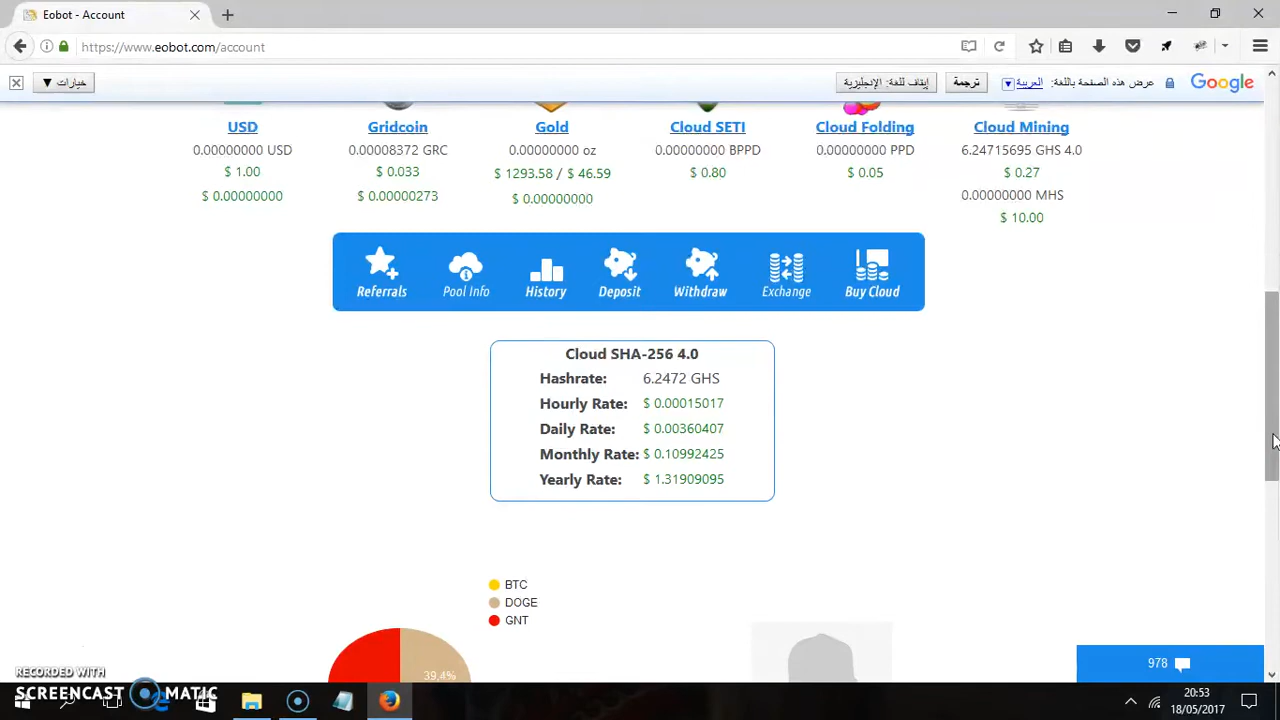 Eobot - Account
https://www.eobot.com/account
خيارات ▼
إيقاف للغة: الإنجليزية
ترجمة
عرض هذه الصفحة باللغة: العربية
Google
USD
Gridcoin
Gold
Cloud SETI
Cloud Folding
Cloud Mining
0.00000000 USD
0.00008372 GRC
0.00000000 oz
0.00000000 BPPD
0.00000000 PPD
6.24715695 GHS 4.0
$ 1.00
$ 0.033
$ 1293.58 / $ 46.59
$ 0.80
$ 0.05
$ 0.27
$ 0.00000000
$ 0.00000273
$ 0.00000000
0.00000000 MHS
$ 10.00
Referrals
Pool Info
History
Deposit
Withdraw
Exchange
Buy Cloud
Cloud SHA-256 4.0
Hashrate: 6.2472 GHS
Hourly Rate: $ 0.00015017
Daily Rate: $ 0.00360407
Monthly Rate: $ 0.10992425
Yearly Rate: $ 1.31909095
BTC
DOGE
GNT
39,4%
978
RECORDED WITH
SCREENCAST MATIC
20:53
18/05/2017